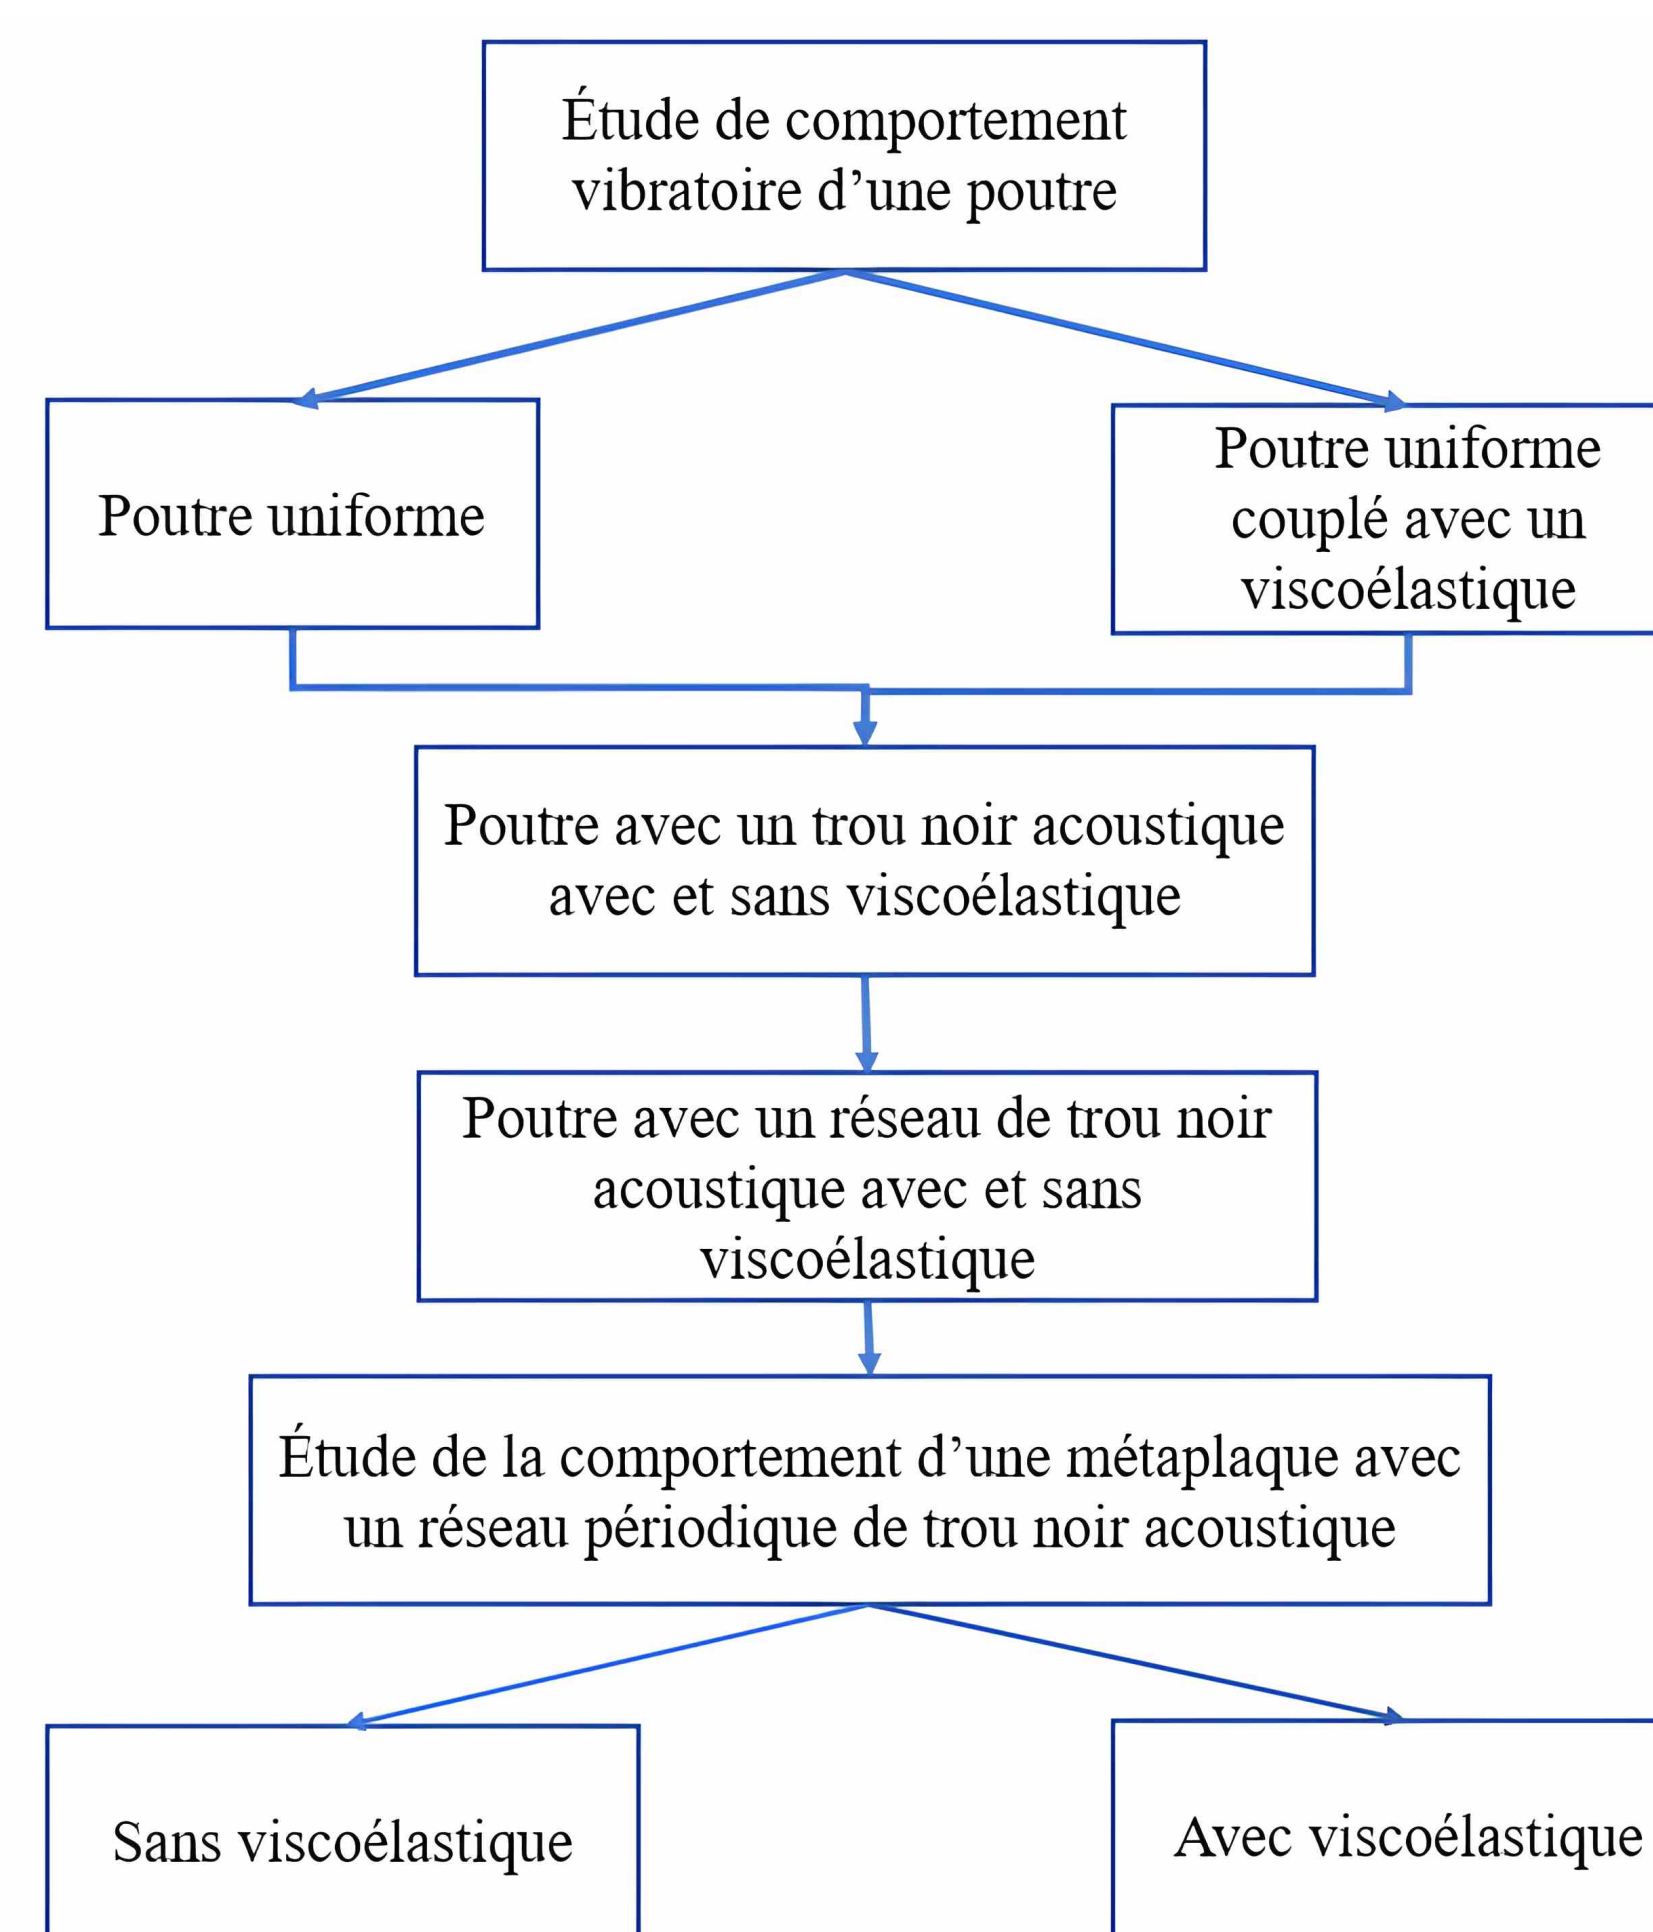 Étude de comportement
vibratoire d’une poutre
Poutre uniforme
Poutre uniforme
couplé avec un
viscoélastique
Poutre avec un trou noir acoustique
avec et sans viscoélastique
Poutre avec un réseau de trou noir
acoustique avec et sans
viscoélastique
Étude de la comportement d’une métaplaque avec
un réseau périodique de trou noir acoustique
Sans viscoélastique
Avec viscoélastique